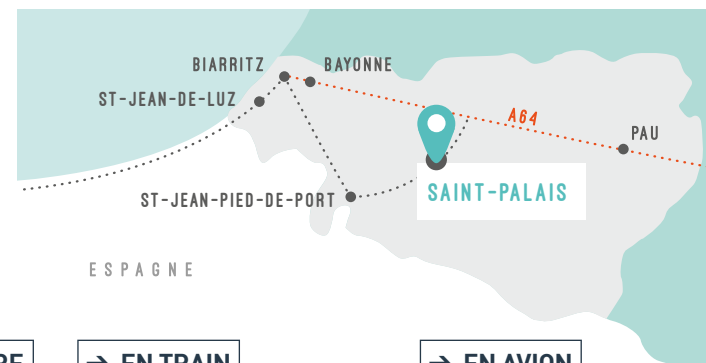 BIARRITZ
BAYONNE
ST-JEAN-DE-LUZ
A64
PAU
SAINT-PALAIS
ST-JEAN-PIED-DE-PORT
ESPAGNE
→ EN TRAIN
→ EN AVION